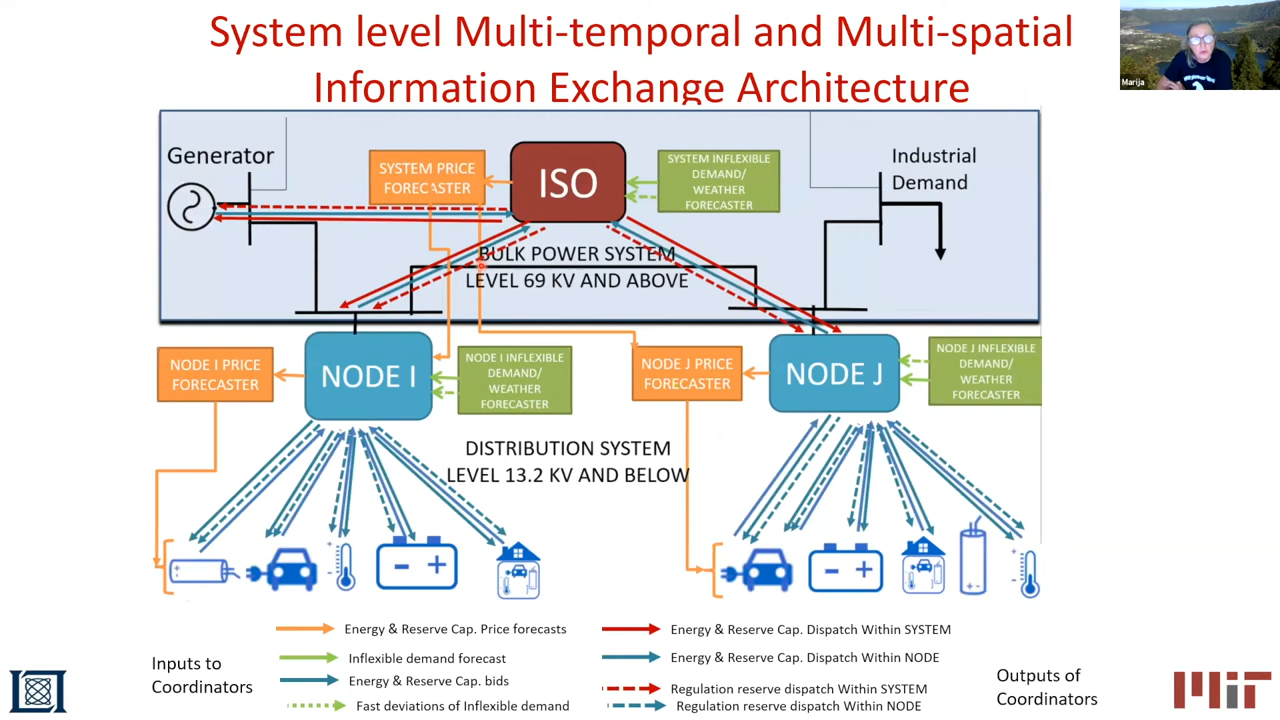 System level Multi-temporal and Multi-spatial
Information Exchange Architecture
Marija
Generator
SYSTEM PRICE
FORECASTER
ISO
SYSTEM INFLEXIBLE
DEMAND/
WEATHER
FORECASTER
Industrial
Demand
BULK POWER SYSTEM
LEVEL 69 KV AND ABOVE
NODE I PRICE
FORECASTER
NODE I
NODE I INFLEXIBLE
DEMAND/
WEATHER
FORECASTER
NODE J PRICE
FORECASTER
NODE J
NODE J INFLEXIBLE
DEMAND/
WEATHER
FORECASTER
DISTRIBUTION SYSTEM
LEVEL 13.2 KV AND BELOW
Inputs to
Coordinators
Energy & Reserve Cap. Price forecasts
Inflexible demand forecast
Energy & Reserve Cap. bids
Fast deviations of Inflexible demand
Energy & Reserve Cap. Dispatch Within SYSTEM
Energy & Reserve Cap. Dispatch Within NODE
Regulation reserve dispatch Within SYSTEM
Regulation reserve dispatch Within NODE
Outputs of
Coordinators
MIT